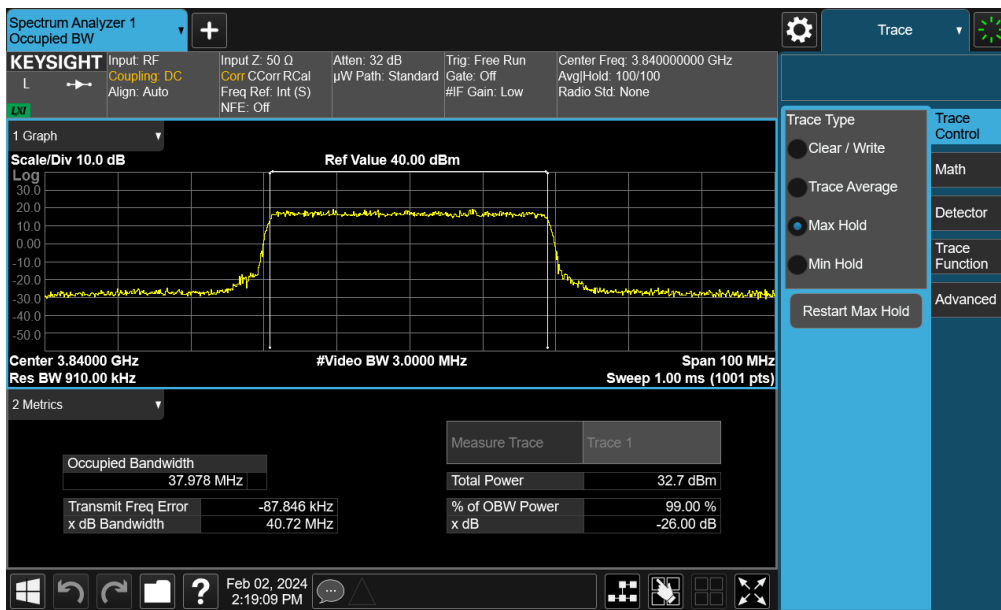 Spectrum Analyzer 1
Occupied BW
+
Trace
KEYSIGHT
L
LXI
Input: RF
Coupling: DC
Align: Auto
Input Z: 50 Ω
Corr CCorr RCal
Freq Ref: Int (S)
NFE: Off
Atten: 32 dB
µW Path: Standard
Trig: Free Run
Gate: Off
#IF Gain: Low
Center Freq: 3.840000000 GHz
Avg|Hold: 100/100
Radio Std: None
1 Graph
Scale/Div 10.0 dB
Ref Value 40.00 dBm
Log
30.0
20.0
10.0
0.00
-10.0
-20.0
-30.0
-40.0
-50.0
Center 3.84000 GHz
#Video BW 3.0000 MHz
Span 100 MHz
Res BW 910.00 kHz
Sweep 1.00 ms (1001 pts)
2 Metrics
Measure Trace
Trace 1
Occupied Bandwidth
37.978 MHz
Total Power
32.7 dBm
Transmit Freq Error
-87.846 kHz
% of OBW Power
99.00 %
x dB Bandwidth
40.72 MHz
x dB
-26.00 dB
Trace Type
Clear / Write
Trace Average
Max Hold
Min Hold
Restart Max Hold
Trace
Control
Math
Detector
Trace
Function
Advanced
?
Feb 02, 2024
2:19:09 PM